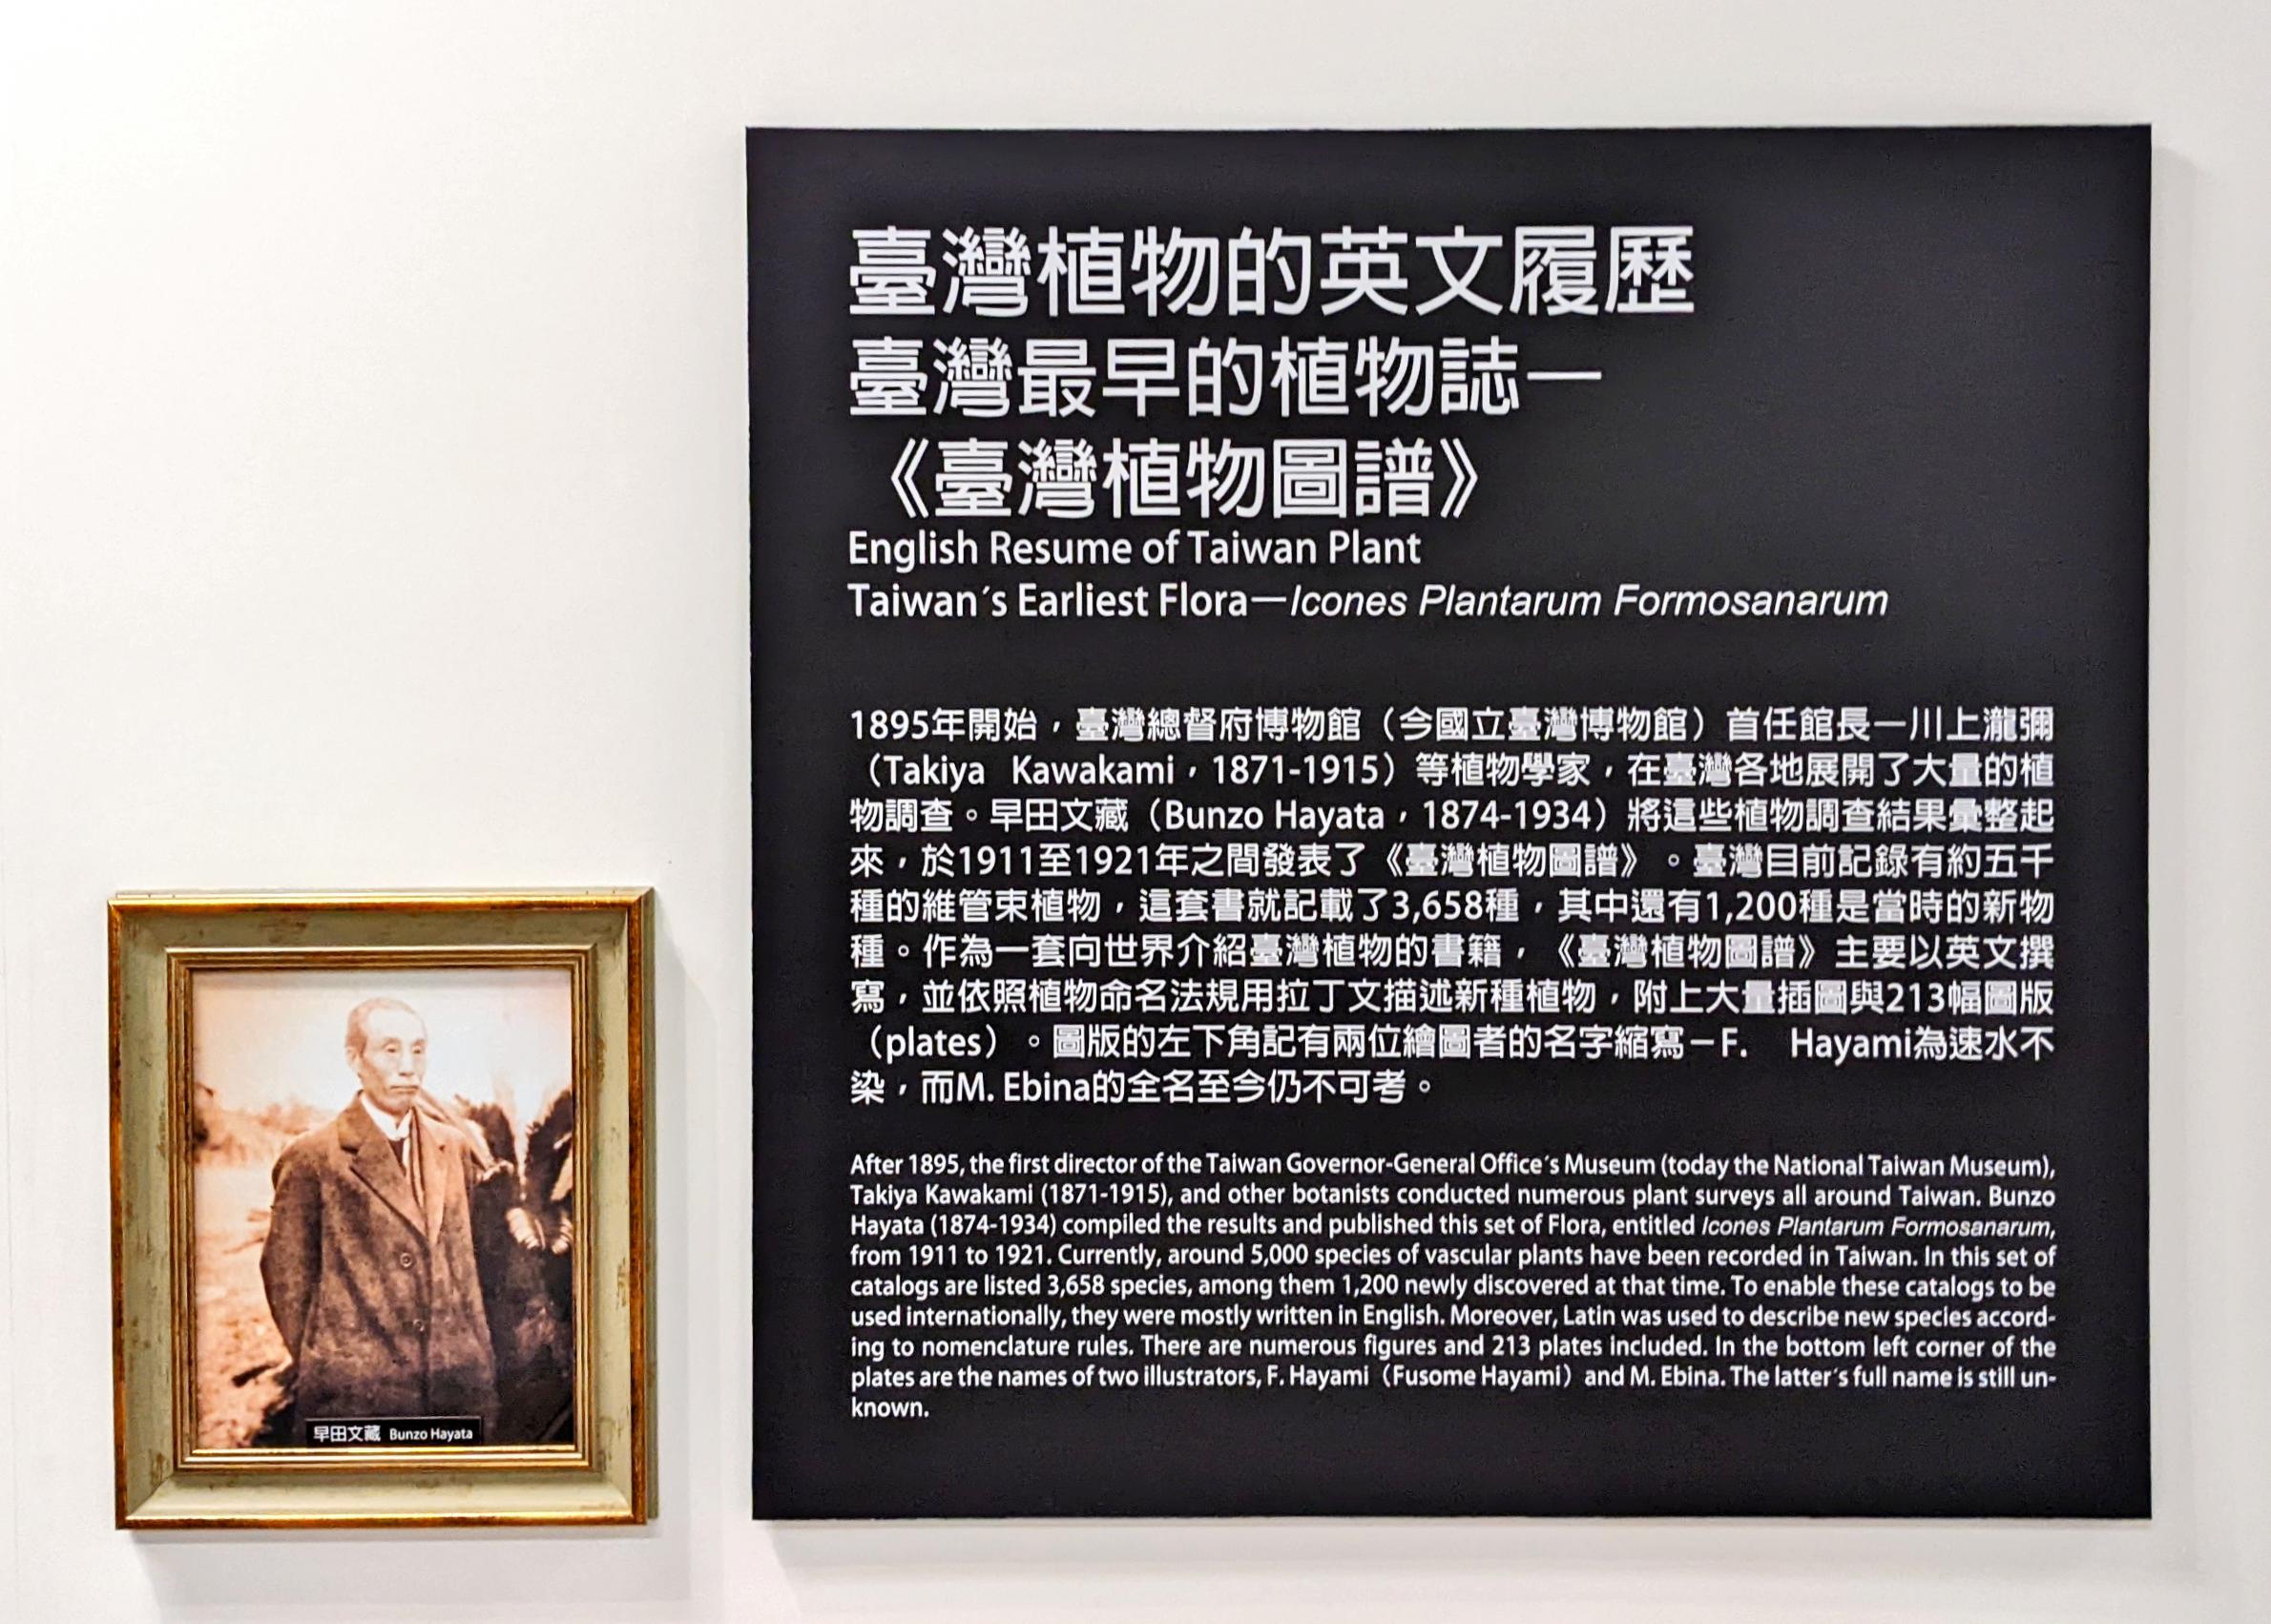 臺灣植物的英文履歷
臺灣最早的植物誌—
《臺灣植物圖譜》
English Resume of Taiwan Plant
Taiwan´s Earliest Flora—Icones Plantarum Formosanarum
1895年開始，臺灣總督府博物館（今國立臺灣博物館）首任館長—川上瀧彌
（Takiya Kawakami，1871-1915）等植物學家，在臺灣各地展開了大量的植
物調查。早田文藏（Bunzo Hayata，1874-1934）將這些植物調查結果彙整起
來，於1911至1921年之間發表了《臺灣植物圖譜》。臺灣目前記錄有約五千
種的維管束植物，這套書就記載了3,658種，其中還有1,200種是當時的新物
種。作為一套向世界介紹臺灣植物的書籍，《臺灣植物圖譜》主要以英文撰
寫，並依照植物命名法規用拉丁文描述新種植物，附上大量插圖與213幅圖版
（plates）。圖版的左下角記有兩位繪圖者的名字縮寫－F. Hayami為速水不
染，而M. Ebina的全名至今仍不可考。
After 1895, the first director of the Taiwan Governor-General Office´s Museum (today the National Taiwan Museum),
Takiya Kawakami (1871-1915), and other botanists conducted numerous plant surveys all around Taiwan. Bunzo
Hayata (1874-1934) compiled the results and published this set of Flora, entitled Icones Plantarum Formosanarum,
from 1911 to 1921. Currently, around 5,000 species of vascular plants have been recorded in Taiwan. In this set of
catalogs are listed 3,658 species, among them 1,200 newly discovered at that time. To enable these catalogs to be
used internationally, they were mostly written in English. Moreover, Latin was used to describe new species accord-
ing to nomenclature rules. There are numerous figures and 213 plates included. In the bottom left corner of the
plates are the names of two illustrators, F. Hayami（Fusome Hayami）and M. Ebina. The latter´s full name is still un-
known.
早田文藏 Bunzo Hayata